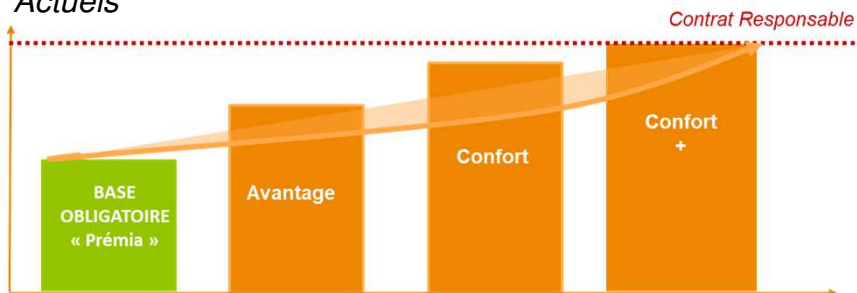 Actuels
Contrat Responsable
BASE
OBLIGATOIRE
« Prémia »
Avantage
Confort
Confort
+